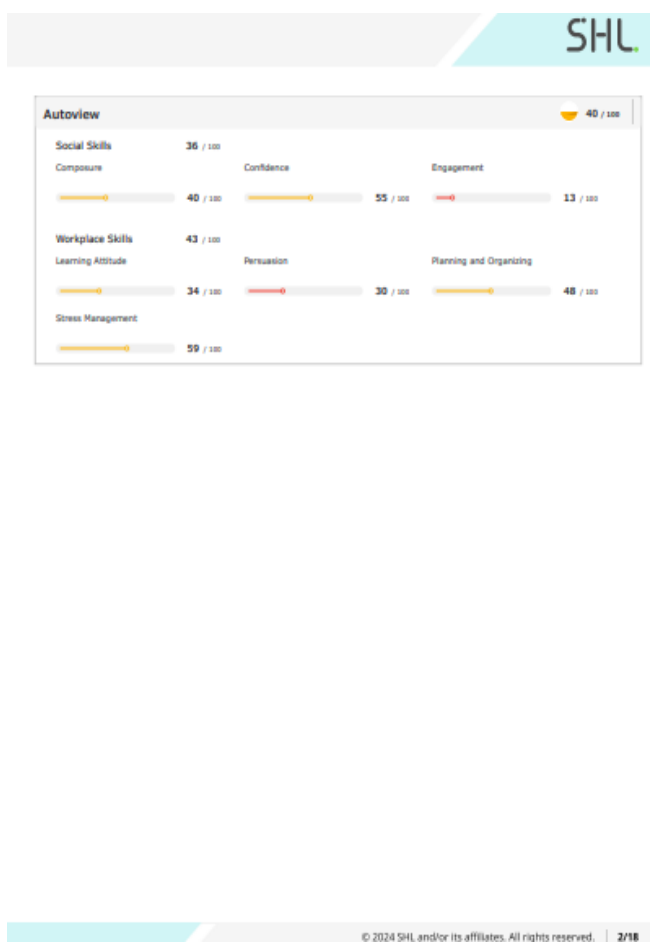 SHL.
Autoview 40 / 100
Social Skills 36 / 100
Composure Confidence Engagement
40 / 100 55 / 100 13 / 100
Workplace Skills 43 / 100
Learning Attitude Persuasion Planning and Organizing
34 / 100 30 / 100 48 / 100
Stress Management
59 / 100
© 2024 SHL and/or its affiliates. All rights reserved. | 2/18